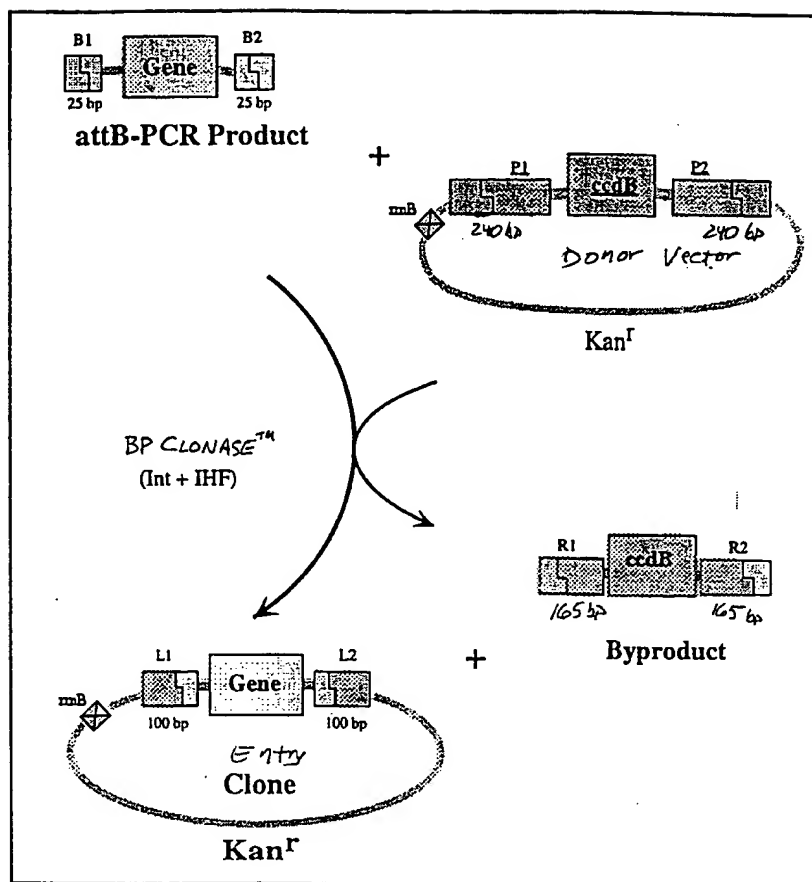 B1 B2
Gene
25 bp 25 bp
attB-PCR Product
+
P1 P2
ccdB
rrnB
240 bp 240 bp
Donor Vector
Kanr
BP CLONASE™
(Int + IHF)
R1 R2
ccdB
165 bp 165 bp
Byproduct
+
L1 L2
Gene
rrnB
100 bp 100 bp
Entry
Clone
Kanr